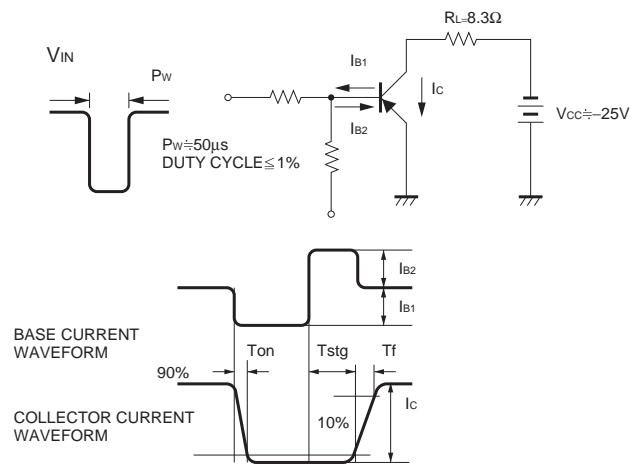 RL=8.3Ω
VIN
PW
IB1
IC
IB2
VCC≒−25V
PW≒50μs
DUTY CYCLE≦1%
IB2
IB1
BASE CURRENT
WAVEFORM
Ton
Tstg
Tf
90%
IC
10%
COLLECTOR CURRENT
WAVEFORM